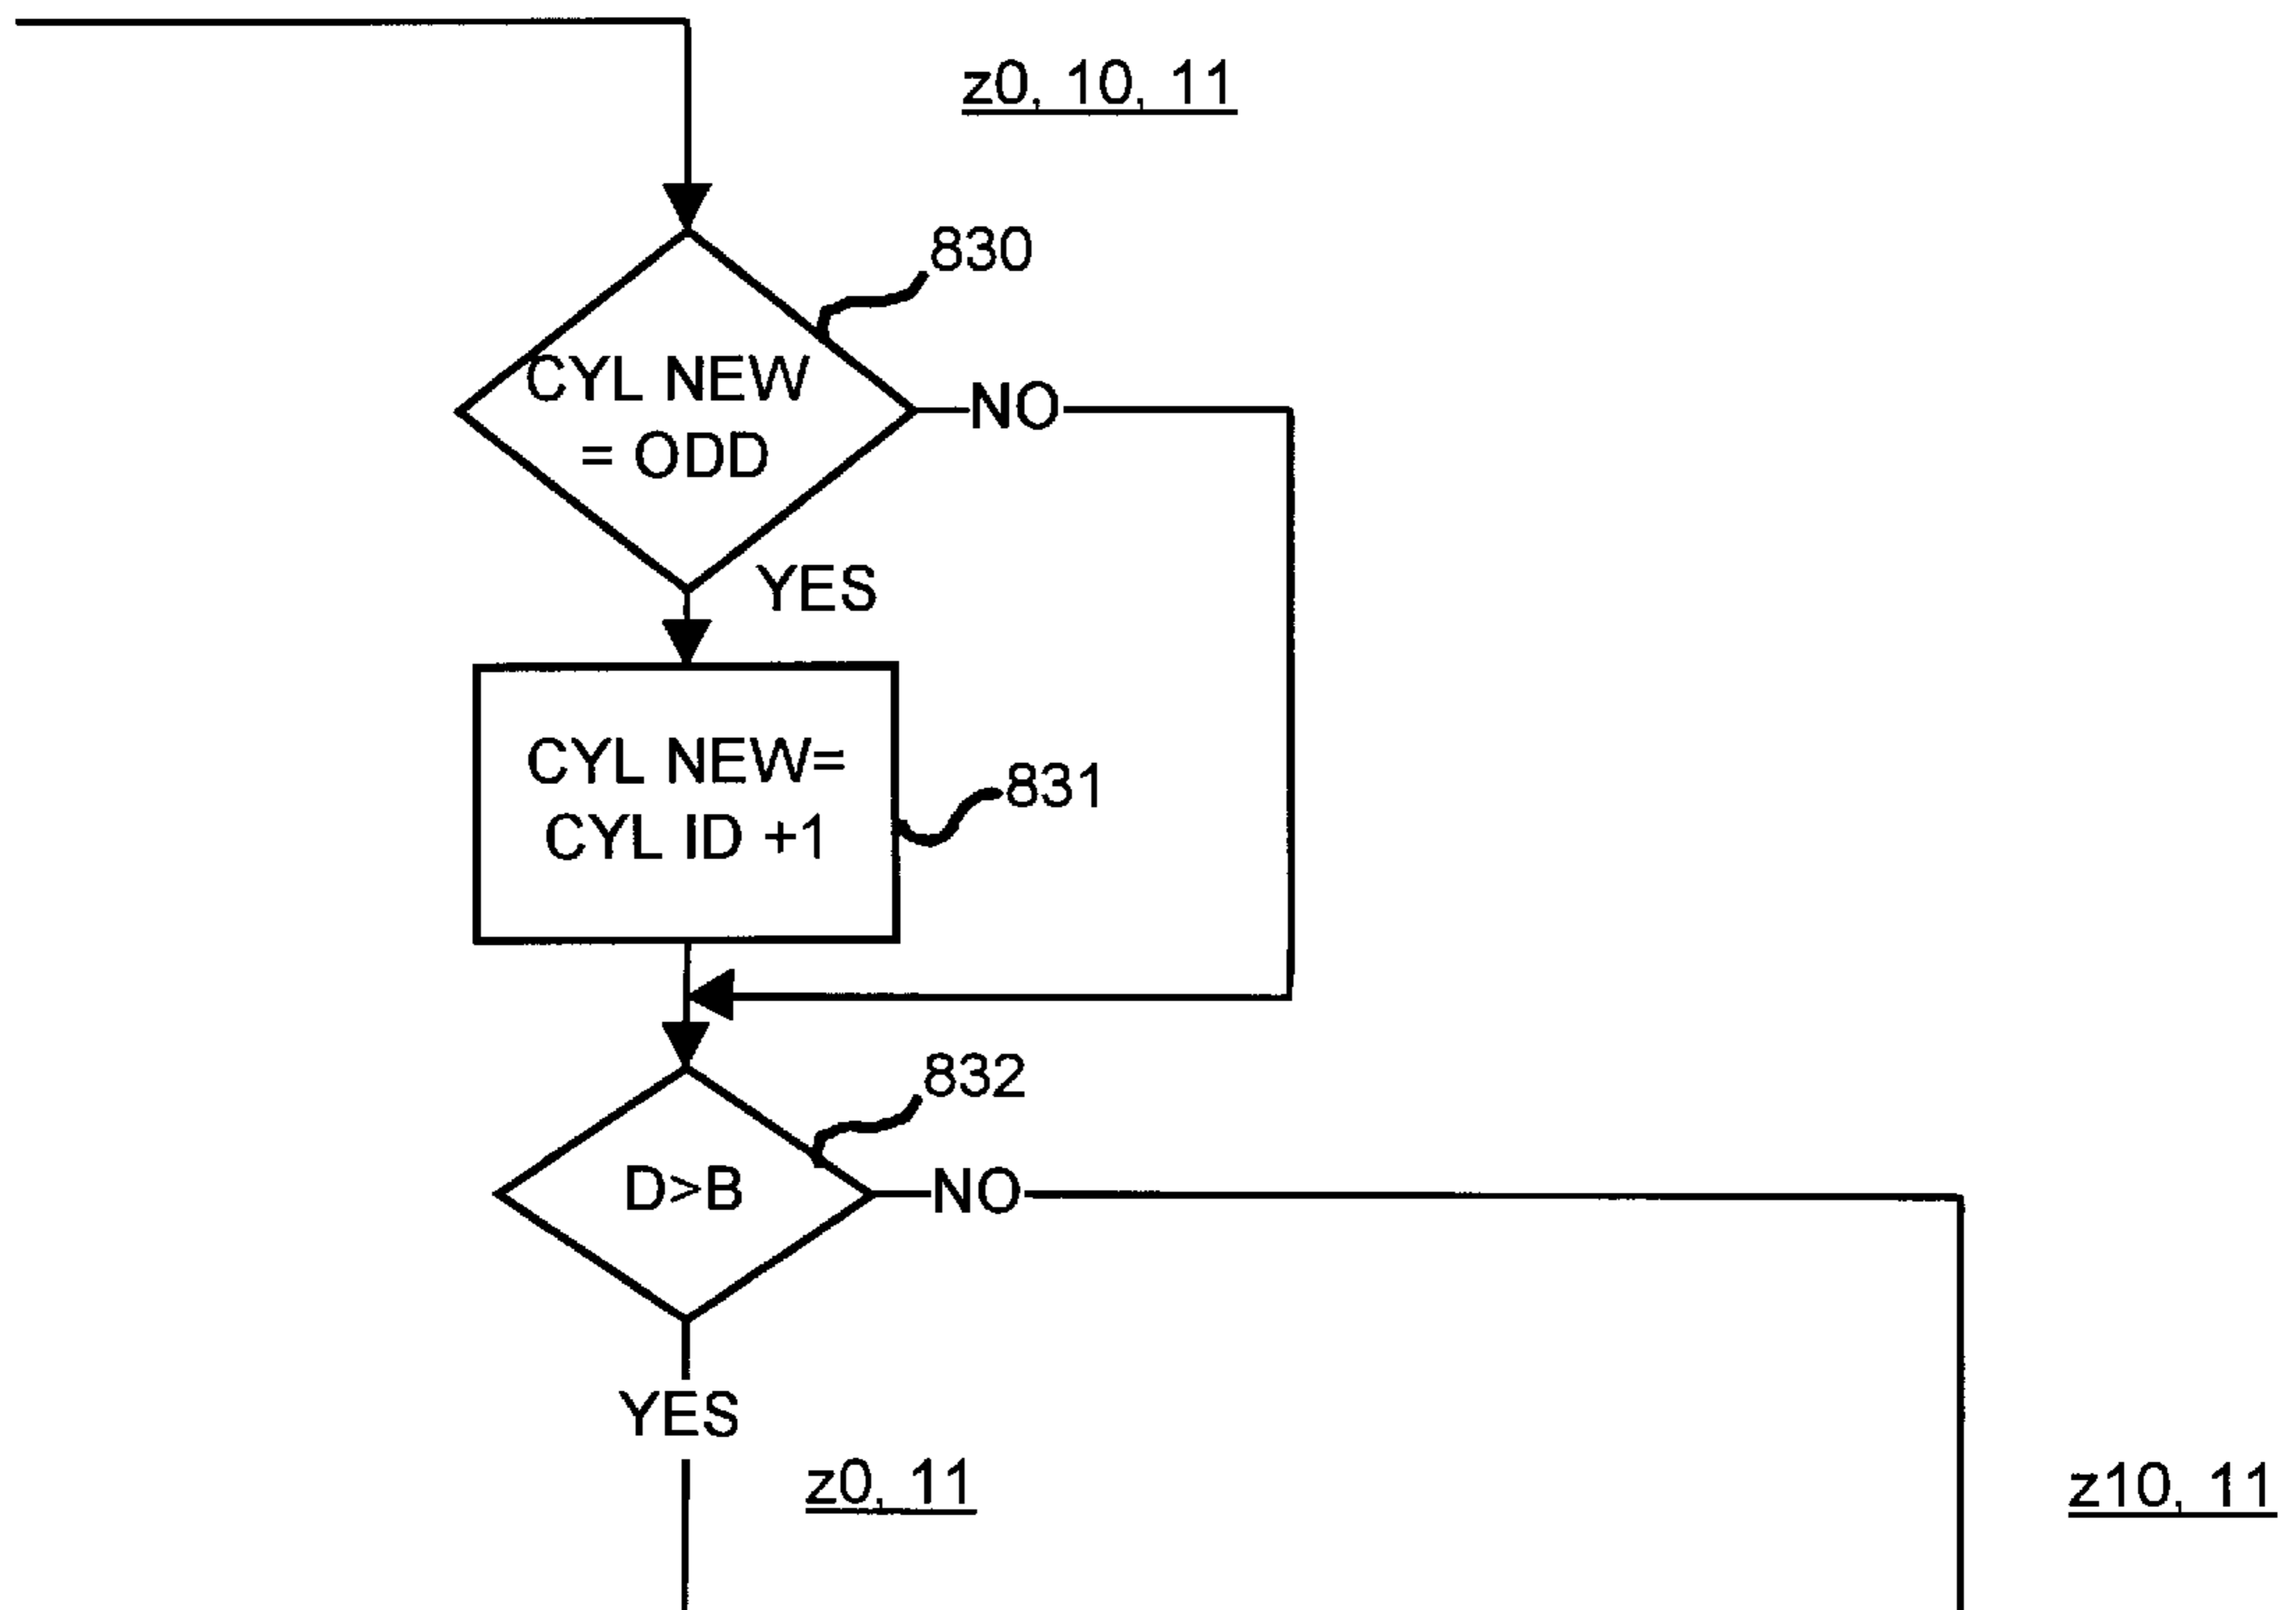 z0, 10, 11
830
CYL NEW
= ODD
NO
YES
CYL NEW=
CYL ID +1
831
832
D>B
NO
YES
z0, 11
z10, 11